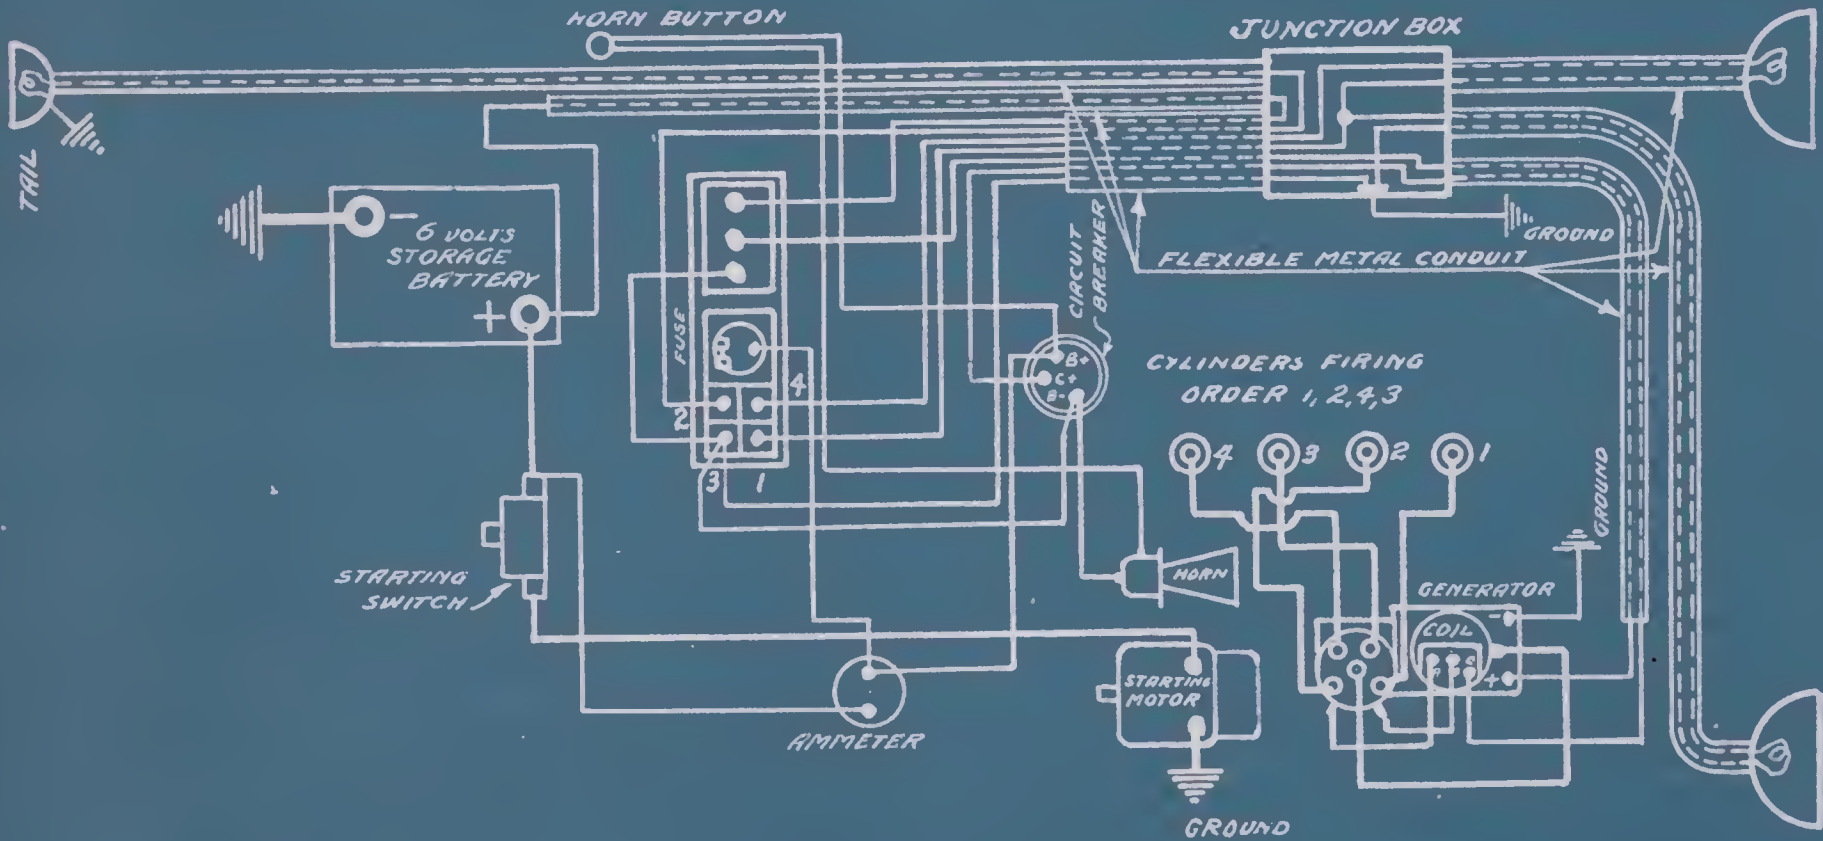 HORN BUTTON
JUNCTION BOX
TAIL
-
6 VOLTS
STORAGE
BATTERY
+
FUSE
4
2
3
1
CIRCUIT
BREAKER
B+
C+
B-
GROUND
FLEXIBLE METAL CONDUIT
CYLINDERS FIRING
ORDER 1, 2, 4, 3
4
3
2
1
GROUND
STARTING
SWITCH
HORN
GENERATOR
-
COIL
+
STARTING
MOTOR
AMMETER
GROUND